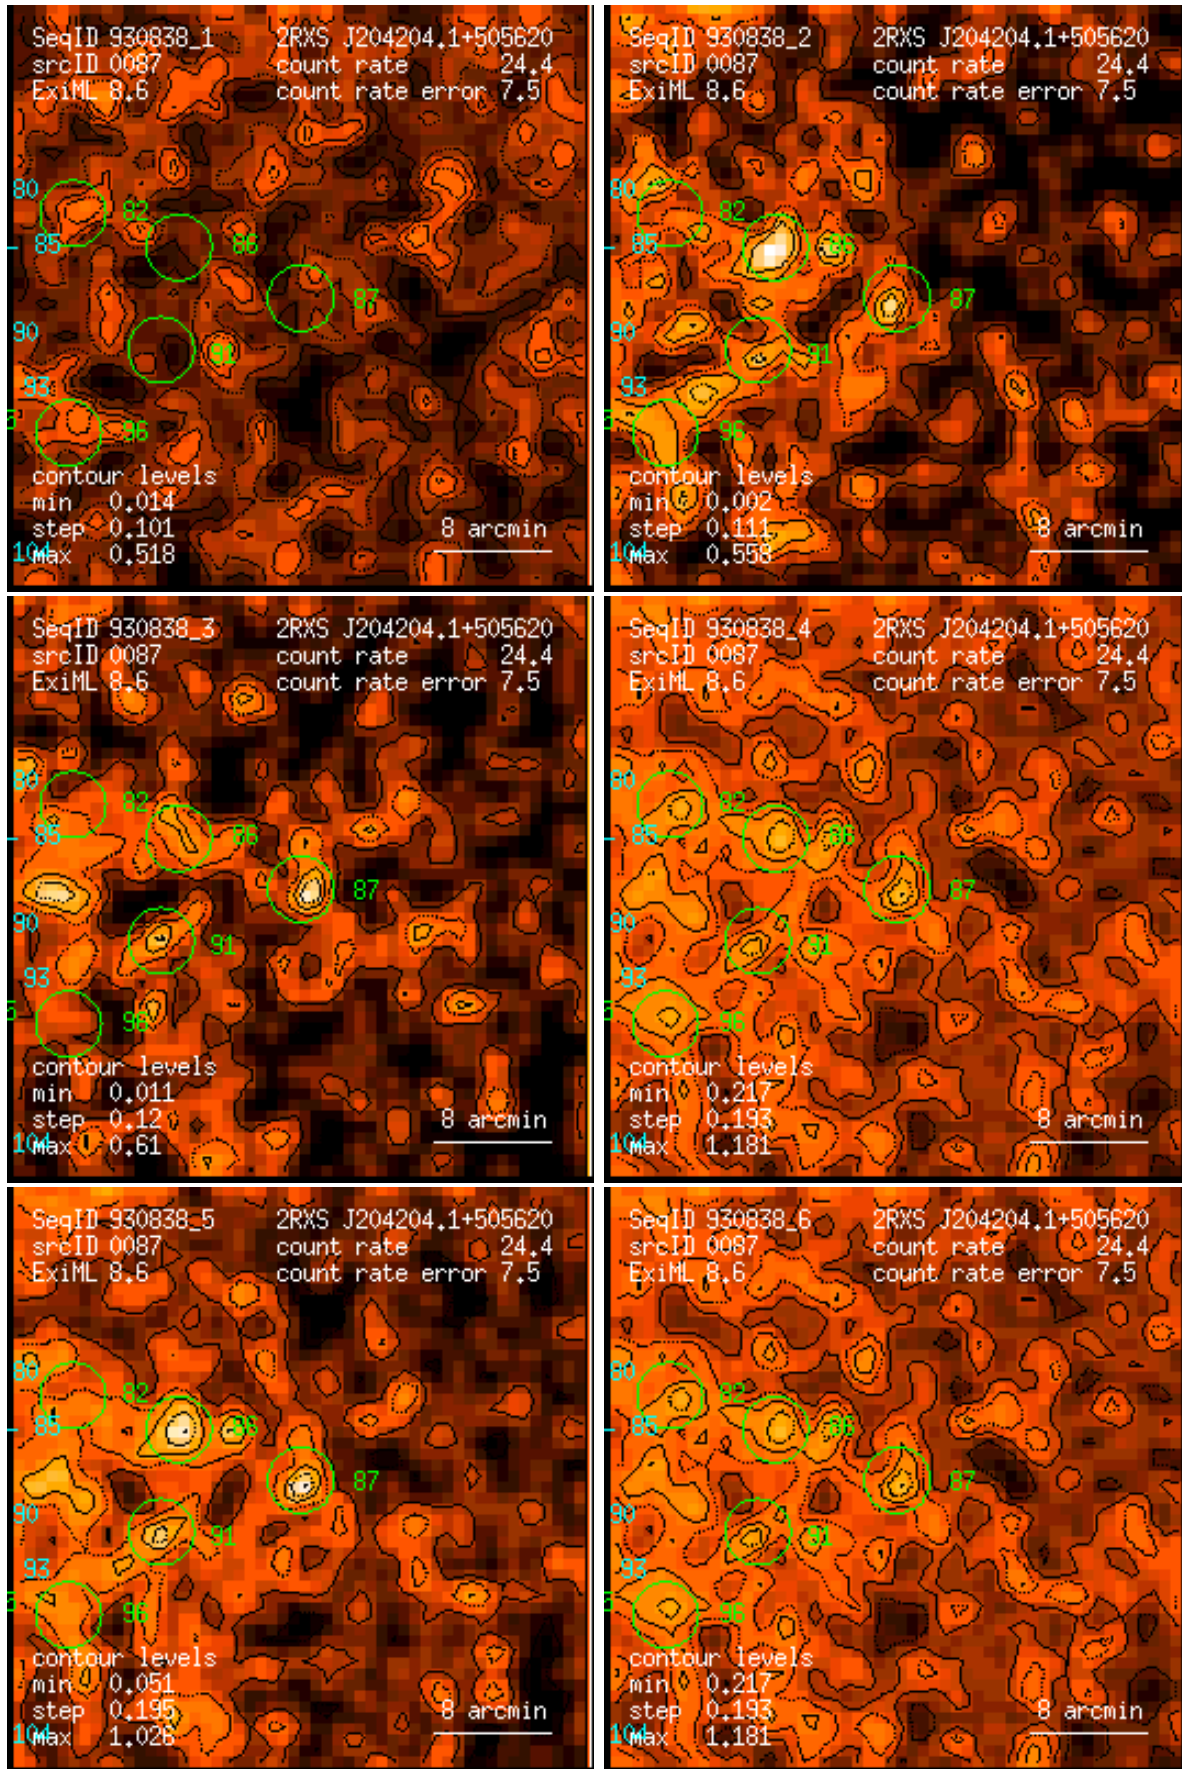 SeqID 930838_1 2RXS J204204.1+505620
srcID 0087 count rate 24.4
ExiML 8.6 count rate error 7.5
80
82
85 86
87
90
91
93
96
contour levels
min 0.014
step 0.101 8 arcmin
104 max 0.518
SeqID 930838_2 2RXS J204204.1+505620
srcID 0087 count rate 24.4
ExiML 8.6 count rate error 7.5
80
82
85 86
87
90
91
93
96
contour levels
min 0.002
step 0.111 8 arcmin
104 max 0.558
SeqID 930838_3 2RXS J204204.1+505620
srcID 0087 count rate 24.4
ExiML 8.6 count rate error 7.5
80
82
85 86
87
90
91
93
96
contour levels
min 0.011
step 0.12 8 arcmin
104 max 0.61
SeqID 930838_4 2RXS J204204.1+505620
srcID 0087 count rate 24.4
ExiML 8.6 count rate error 7.5
80
82
85 86
87
90
91
93
96
contour levels
min 0.217
step 0.193 8 arcmin
104 max 1.181
SeqID 930838_5 2RXS J204204.1+505620
srcID 0087 count rate 24.4
ExiML 8.6 count rate error 7.5
80
82
85 86
87
90
91
93
96
contour levels
min 0.051
step 0.195 8 arcmin
104 max 1.026
SeqID 930838_6 2RXS J204204.1+505620
srcID 0087 count rate 24.4
ExiML 8.6 count rate error 7.5
80
82
85 86
87
90
91
93
96
contour levels
min 0.217
step 0.193 8 arcmin
104 max 1.181